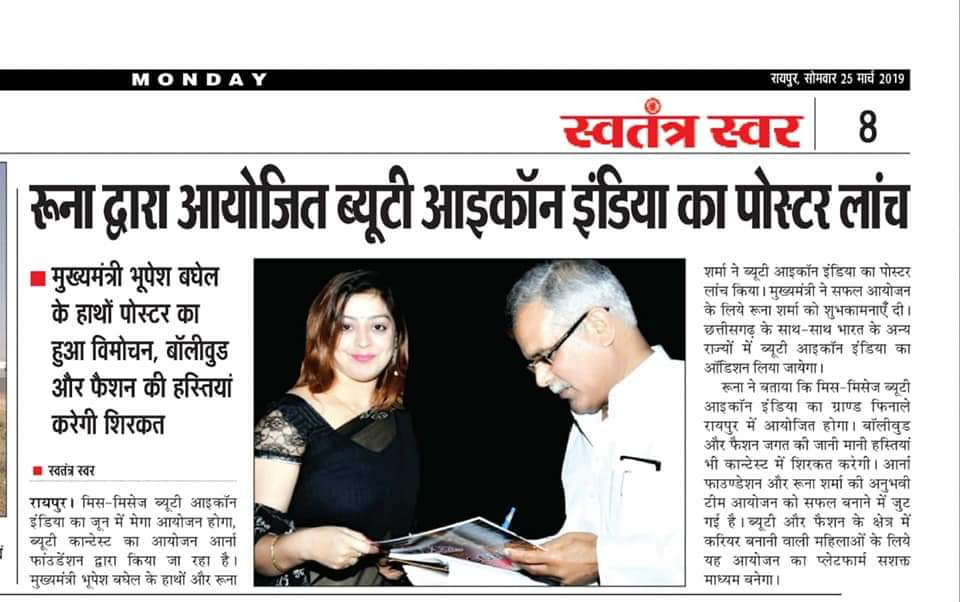 MONDAY
रायपुर, सोमवार 25 मार्च 2019
स्वतंत्र स्वर
8
रूना द्वारा आयोजित ब्यूटी आइकॉन इंडिया का पोस्टर लांच
मुख्यमंत्री भूपेश बघेल
के हाथों पोस्टर का
हुआ विमोचन, बॉलीवुड
और फैशन की हस्तियां
करेगी शिरकत
स्वतंत्र स्वर
रायपुर। मिस-मिसेज ब्यूटी आइकॉन
इंडिया का जून में मेगा आयोजन होगा,
ब्यूटी कान्टेस्ट का आयोजन आर्ना
फांउडेंशन द्वारा किया जा रहा है।
मुख्यमंत्री भूपेश बघेल के हाथों और रूना
शर्मा ने ब्यूटी आइकॉन इंडिया का पोस्टर
लांच किया। मुख्यमंत्री ने सफल आयोजन
के लिये रूना शर्मा को शुभकामनाएँ दी।
छत्तीसगढ़ के साथ-साथ भारत के अन्य
राज्यों में ब्यूटी आइकॉन इंडिया का
ऑडिशन लिया जायेगा।
रूना ने बताया कि मिस-मिसेज ब्यूटी
आइकॉन इंडिया का ग्राण्ड फिनाले
रायपुर में आयोजित होगा। बॉलीवुड
और फैशन जगत की जानी मानी हस्तियां
भी कान्टेस्ट में शिरकत करेगी। आर्ना
फाउण्डेशन और रूना शर्मा की अनुभवी
टीम आयोजन को सफल बनाने में जुट
गई है। ब्यूटी और फैशन के क्षेत्र में
करियर बनानी वाली महिलाओं के लिये
यह आयोजन का प्लेटफार्म सशक्त
माध्यम बनेगा।